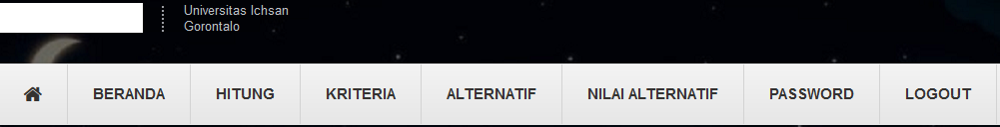 Universitas Ichsan
Gorontalo
BERANDA HITUNG KRITERIA ALTERNATIF NILAI ALTERNATIF PASSWORD LOGOUT